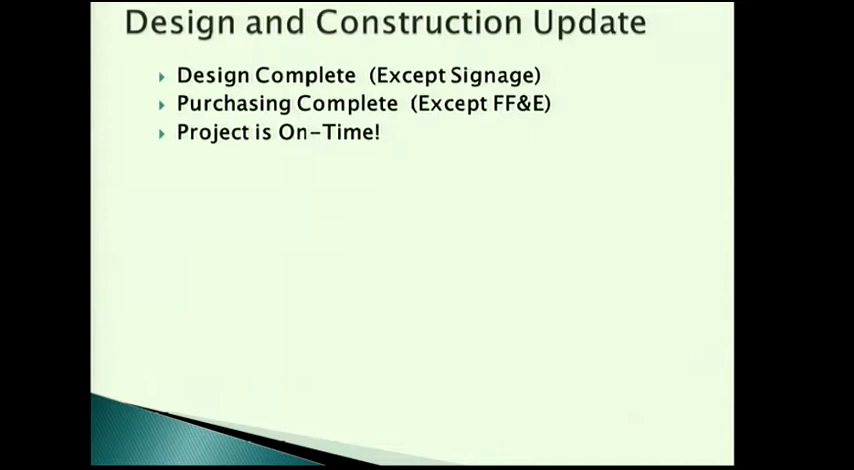 Design and Construction Update
Design Complete (Except Signage)
Purchasing Complete (Except FF&E)
Project is On-Time!